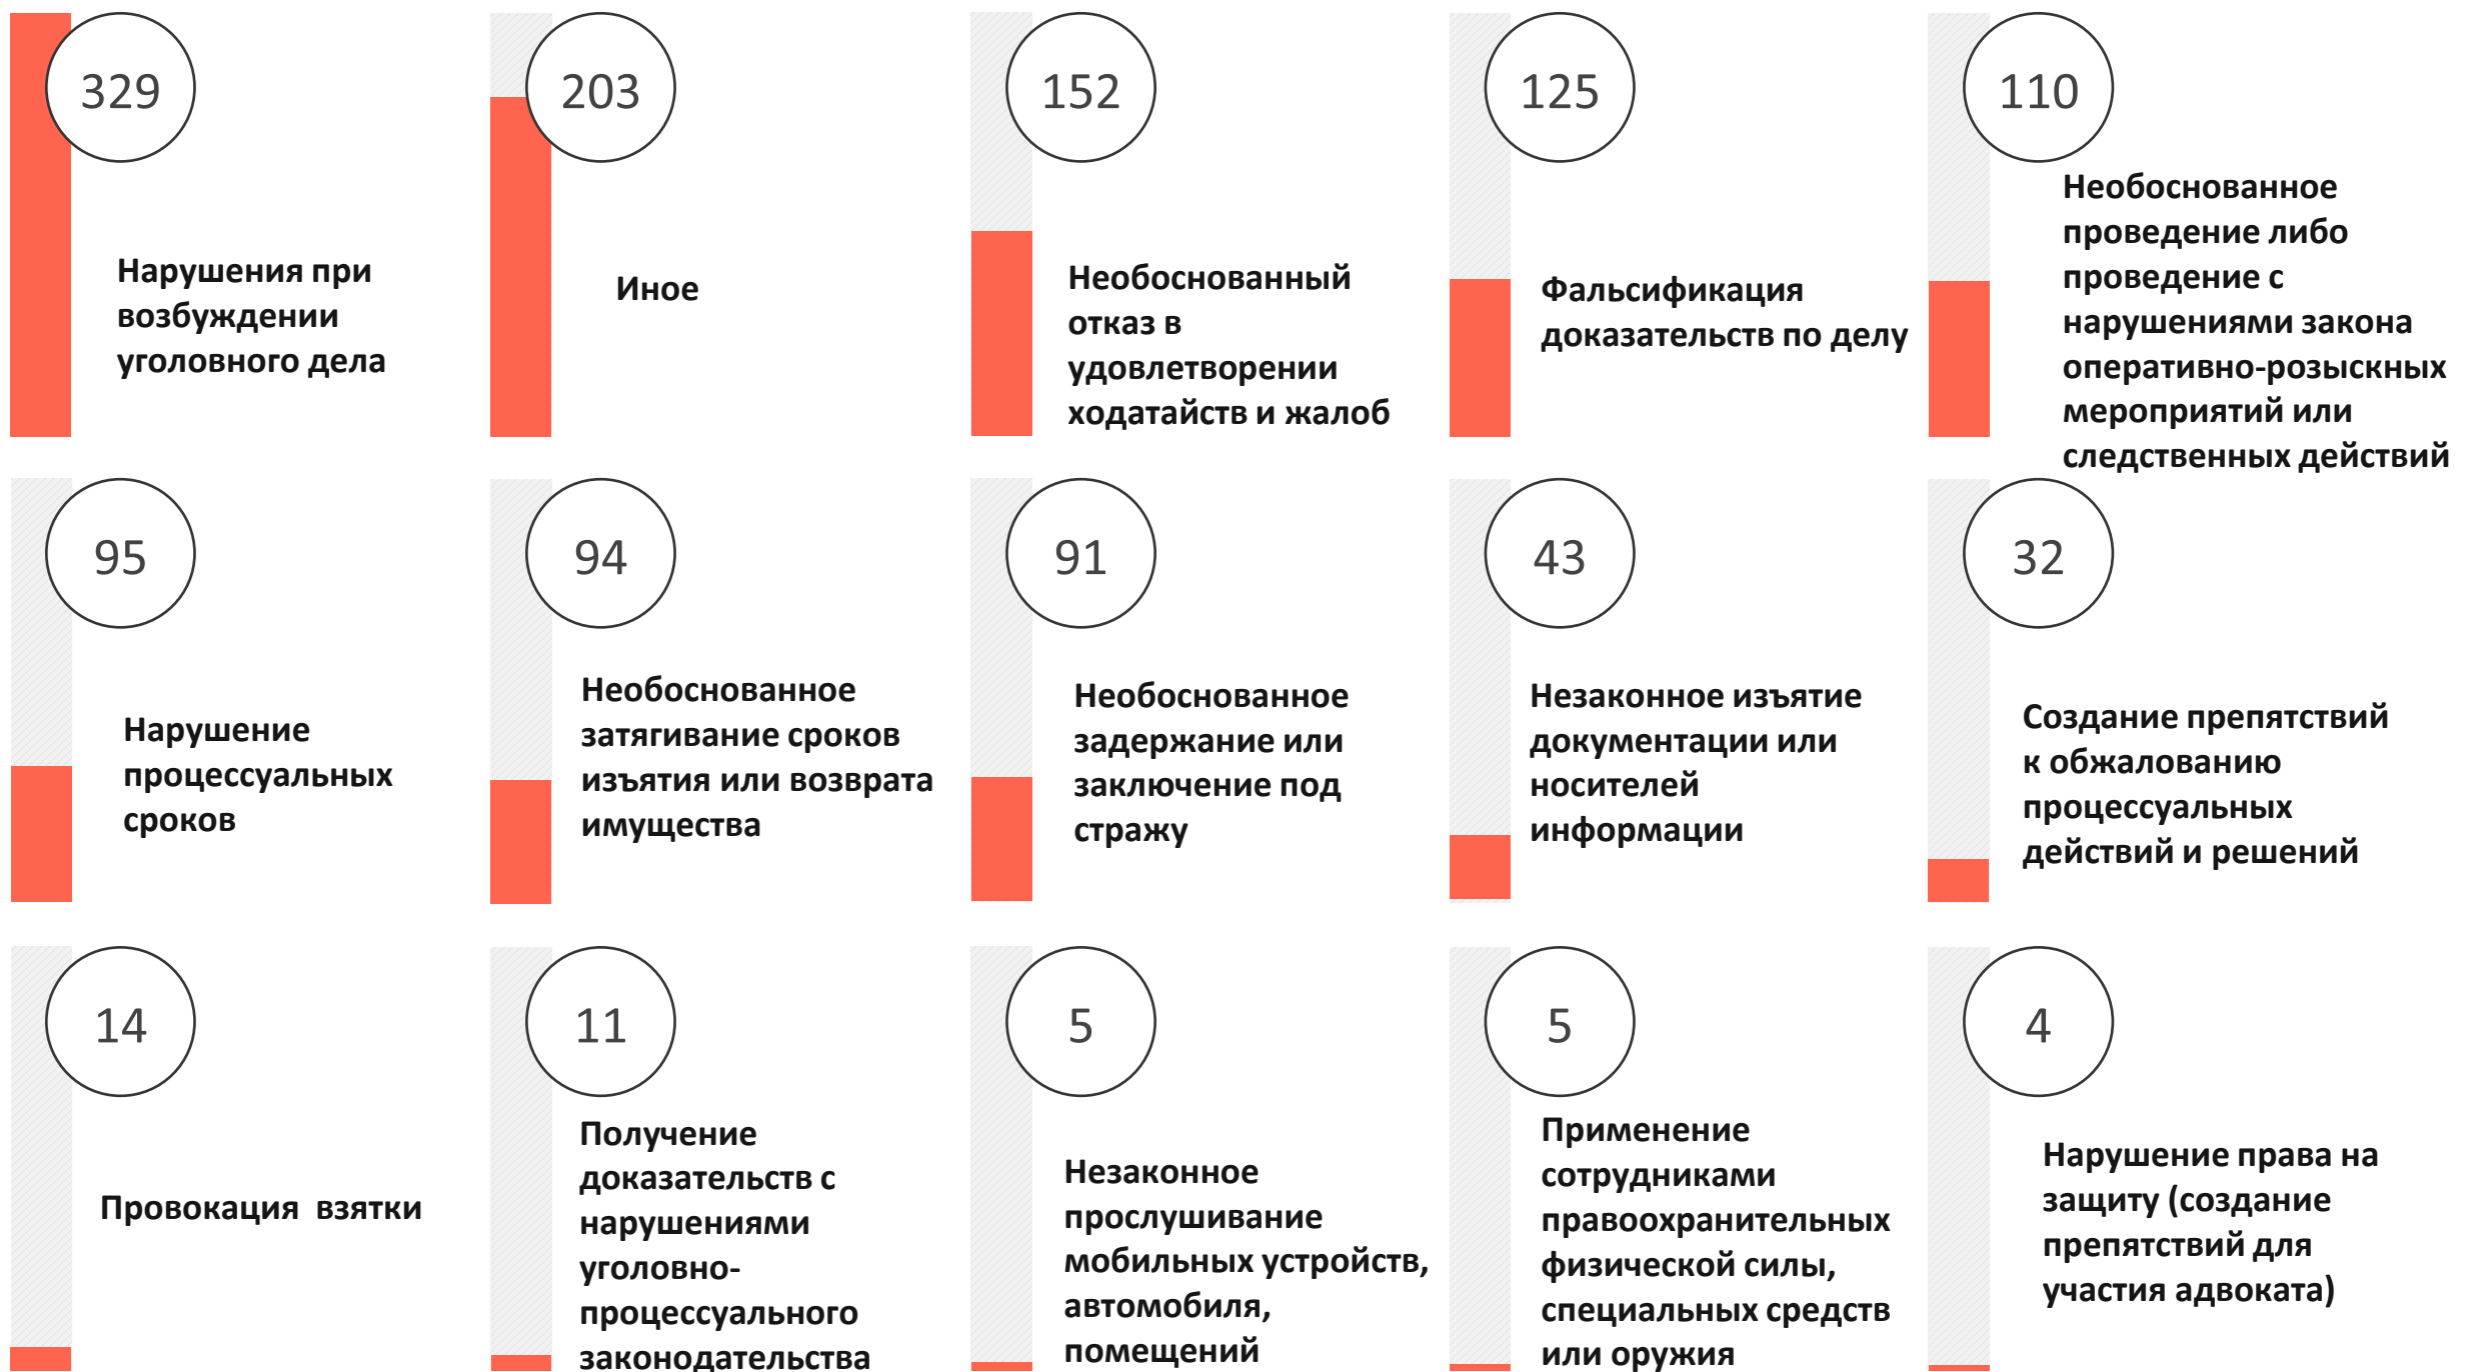 329
Нарушения при
возбуждении
уголовного дела
203
Иное
152
Необоснованный
отказ в
удовлетворении
ходатайств и жалоб
125
Фальсификация
доказательств по делу
110
Необоснованное
проведение либо
проведение с
нарушениями закона
оперативно-розыскных
мероприятий или
следственных действий
95
Нарушение
процессуальных
сроков
94
Необоснованное
затягивание сроков
изъятия или возврата
имущества
91
Необоснованное
задержание или
заключение под
стражу
43
Незаконное изъятие
документации или
носителей
информации
32
Создание препятствий
к обжалованию
процессуальных
действий и решений
14
Провокация взятки
11
Получение
доказательств с
нарушениями
уголовно-
процессуального
законодательства
5
Незаконное
прослушивание
мобильных устройств,
автомобиля,
помещений
5
Применение
сотрудниками
правоохранительных
физической силы,
специальных средств
или оружия
4
Нарушение права на
защиту (создание
препятствий для
участия адвоката)